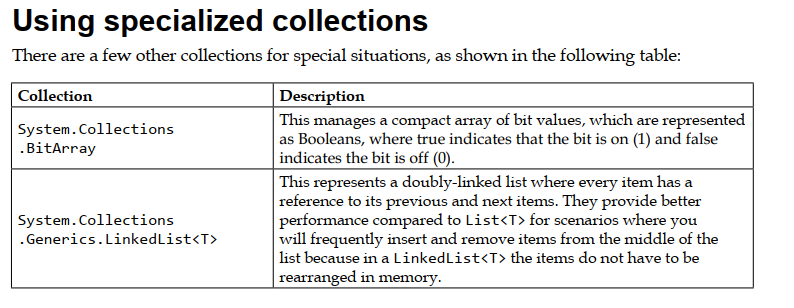 Using specialized collections
There are a few other collections for special situations, as shown in the following table:
Collection
Description
System.Collections
.BitArray
This manages a compact array of bit values, which are represented
as Booleans, where true indicates that the bit is on (1) and false
indicates the bit is off (0).
System.Collections
.Generics.LinkedList<T>
This represents a doubly-linked list where every item has a
reference to its previous and next items. They provide better
performance compared to List<T> for scenarios where you
will frequently insert and remove items from the middle of the
list because in a LinkedList<T> the items do not have to be
rearranged in memory.